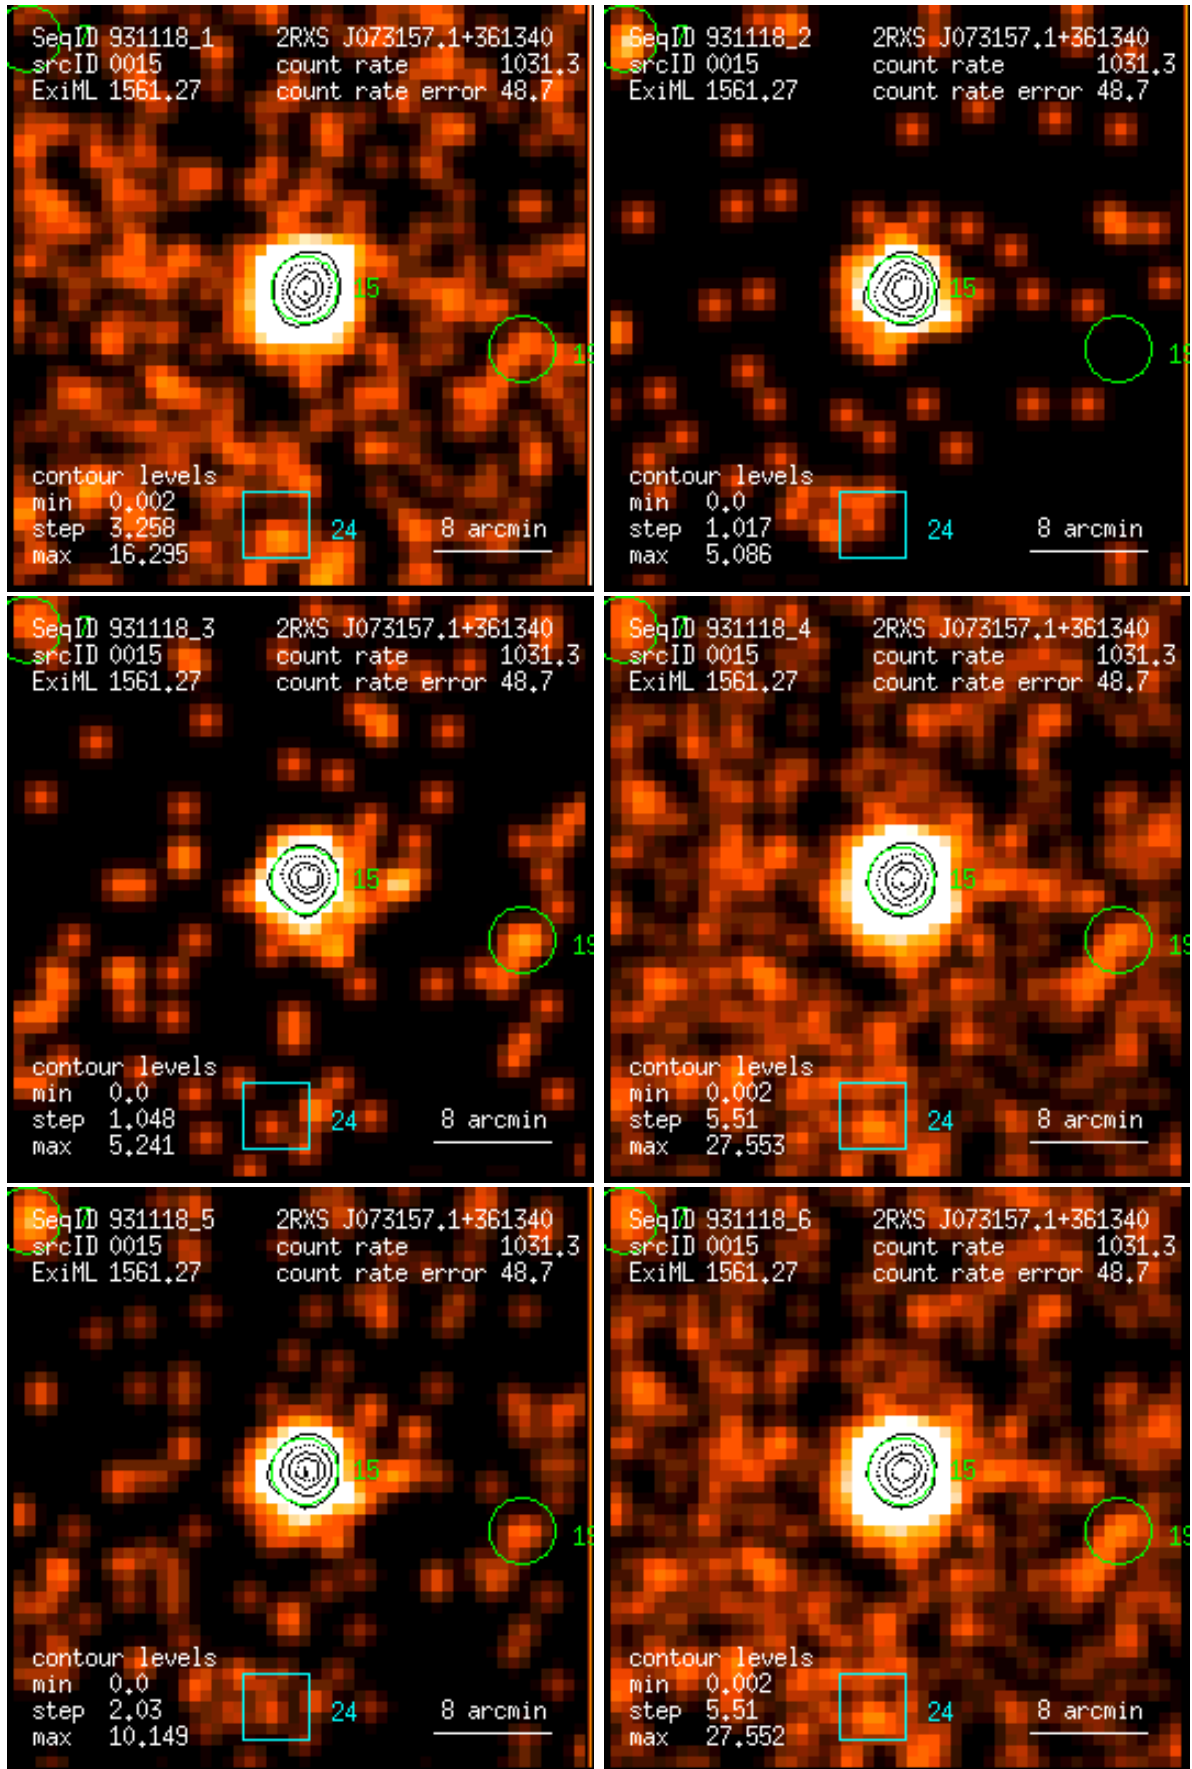 SeqID 931118_1 2RXS J073157.1+361340
srcID 0015 count rate 1031.3
ExiML 1561.27 count rate error 48.7
15
contour levels
min 0.002
step 3.258
max 16.295
24
8 arcmin
SeqID 931118_2 2RXS J073157.1+361340
srcID 0015 count rate 1031.3
ExiML 1561.27 count rate error 48.7
15
contour levels
min 0.0
step 1.017
max 5.086
24
8 arcmin
SeqID 931118_3 2RXS J073157.1+361340
srcID 0015 count rate 1031.3
ExiML 1561.27 count rate error 48.7
15
contour levels
min 0.0
step 1.048
max 5.241
24
8 arcmin
SeqID 931118_4 2RXS J073157.1+361340
srcID 0015 count rate 1031.3
ExiML 1561.27 count rate error 48.7
15
contour levels
min 0.002
step 5.51
max 27.553
24
8 arcmin
SeqID 931118_5 2RXS J073157.1+361340
srcID 0015 count rate 1031.3
ExiML 1561.27 count rate error 48.7
15
contour levels
min 0.0
step 2.03
max 10.149
24
8 arcmin
SeqID 931118_6 2RXS J073157.1+361340
srcID 0015 count rate 1031.3
ExiML 1561.27 count rate error 48.7
15
contour levels
min 0.002
step 5.51
max 27.552
24
8 arcmin